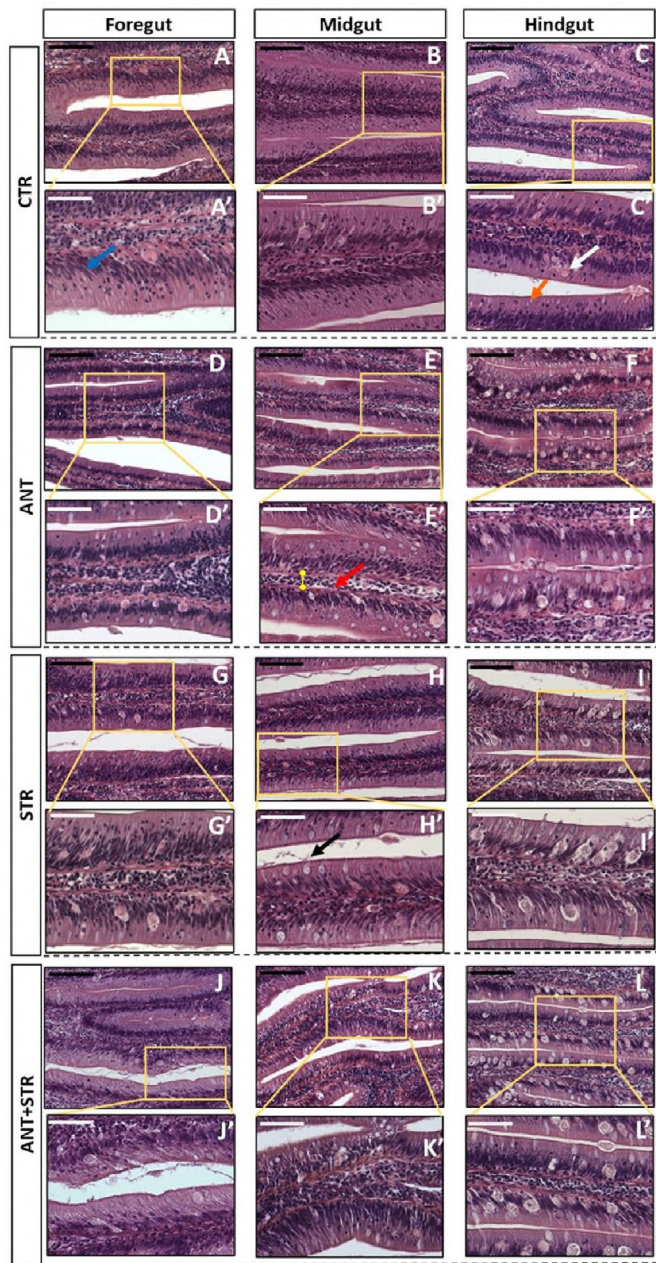 Foregut Midgut Hindgut
CTR
A B C
A' B' C'
ANT
D E F
D' E' F'
STR
G H I
G' H' I'
ANT+STR
J K L
J' K' L'